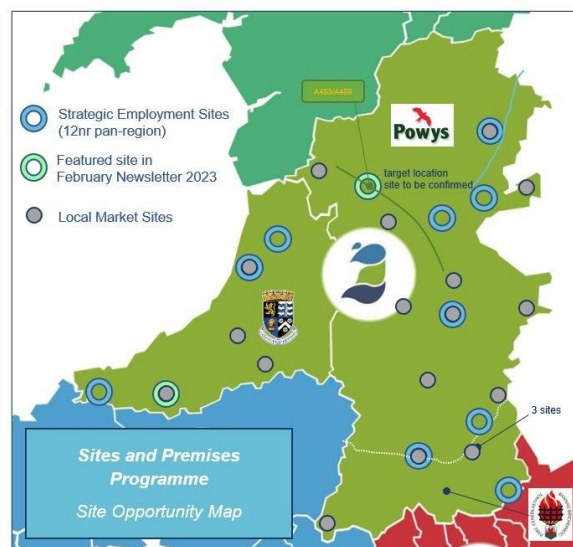 A453/A489
Powys
Strategic Employment Sites
(12nr pan-region)
Featured site in
February Newsletter 2023
Local Market Sites
target location
site to be confirmed
3 sites
Sites and Premises
Programme
Site Opportunity Map